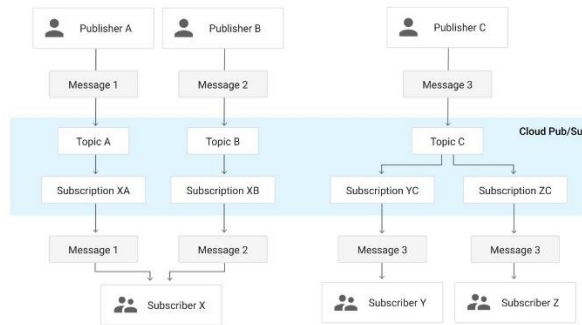 Publisher A
Publisher B
Publisher C
Message 1
Message 2
Message 3
Cloud Pub/Su
Topic A
Topic B
Topic C
Subscription XA
Subscription XB
Subscription YC
Subscription ZC
Message 1
Message 2
Message 3
Message 3
Subscriber X
Subscriber Y
Subscriber Z